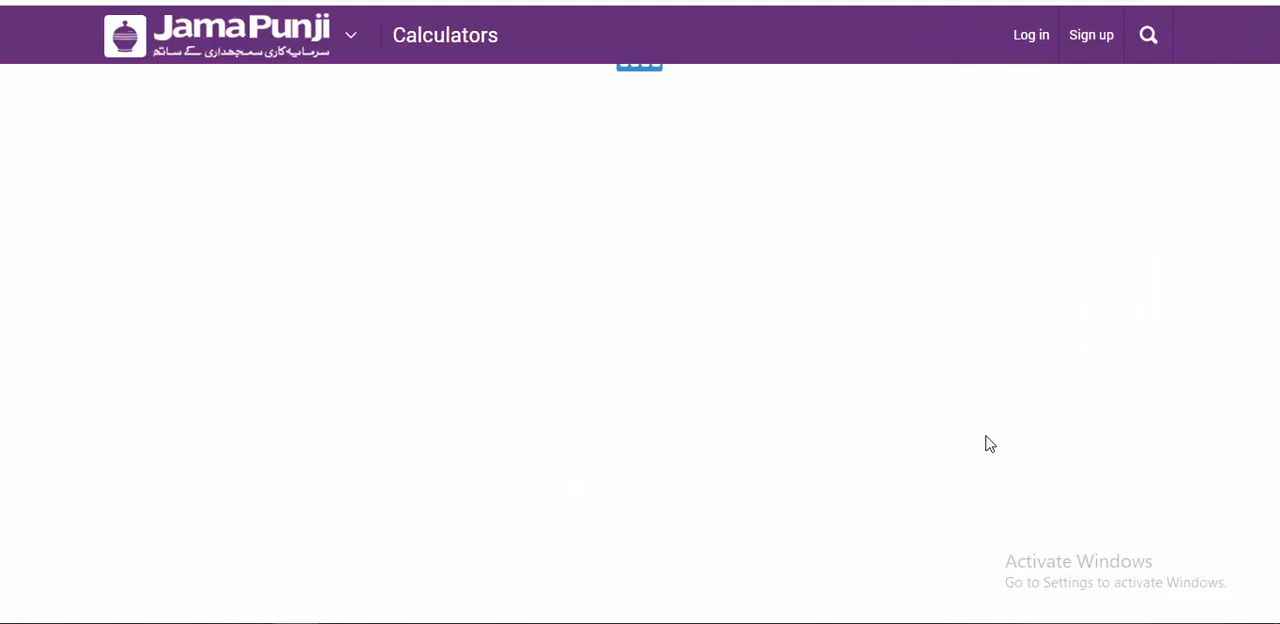 JamaPunji
سرمایہ کاری سمجھداری کے ساتھ
Calculators
Log in
Sign up
Activate Windows
Go to Settings to activate Windows.